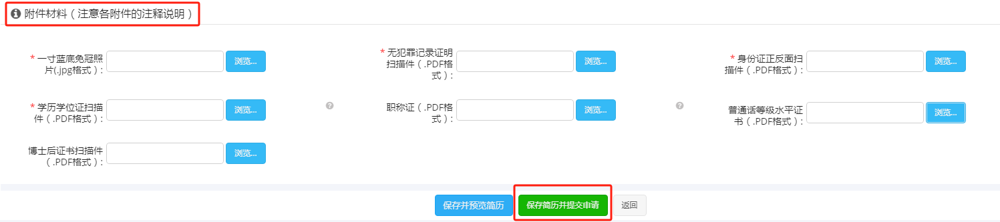 附件材料（注意各附件的注释说明）
* 一寸蓝底免冠照
片(.jpg格式)：
浏览...
* 无犯罪记录证明
扫描件（.PDF格
式）：
浏览...
* 身份证正反面扫
描件（.PDF格式）：
浏览...
* 学历学位证扫描
件（.PDF格式）：
浏览...
职称证（.PDF格
式）：
浏览...
普通话等级水平证
书（.PDF格式）：
浏览...
博士后证书扫描件
（.PDF格式）：
浏览...
保存并预览简历
保存简历并提交申请
返回